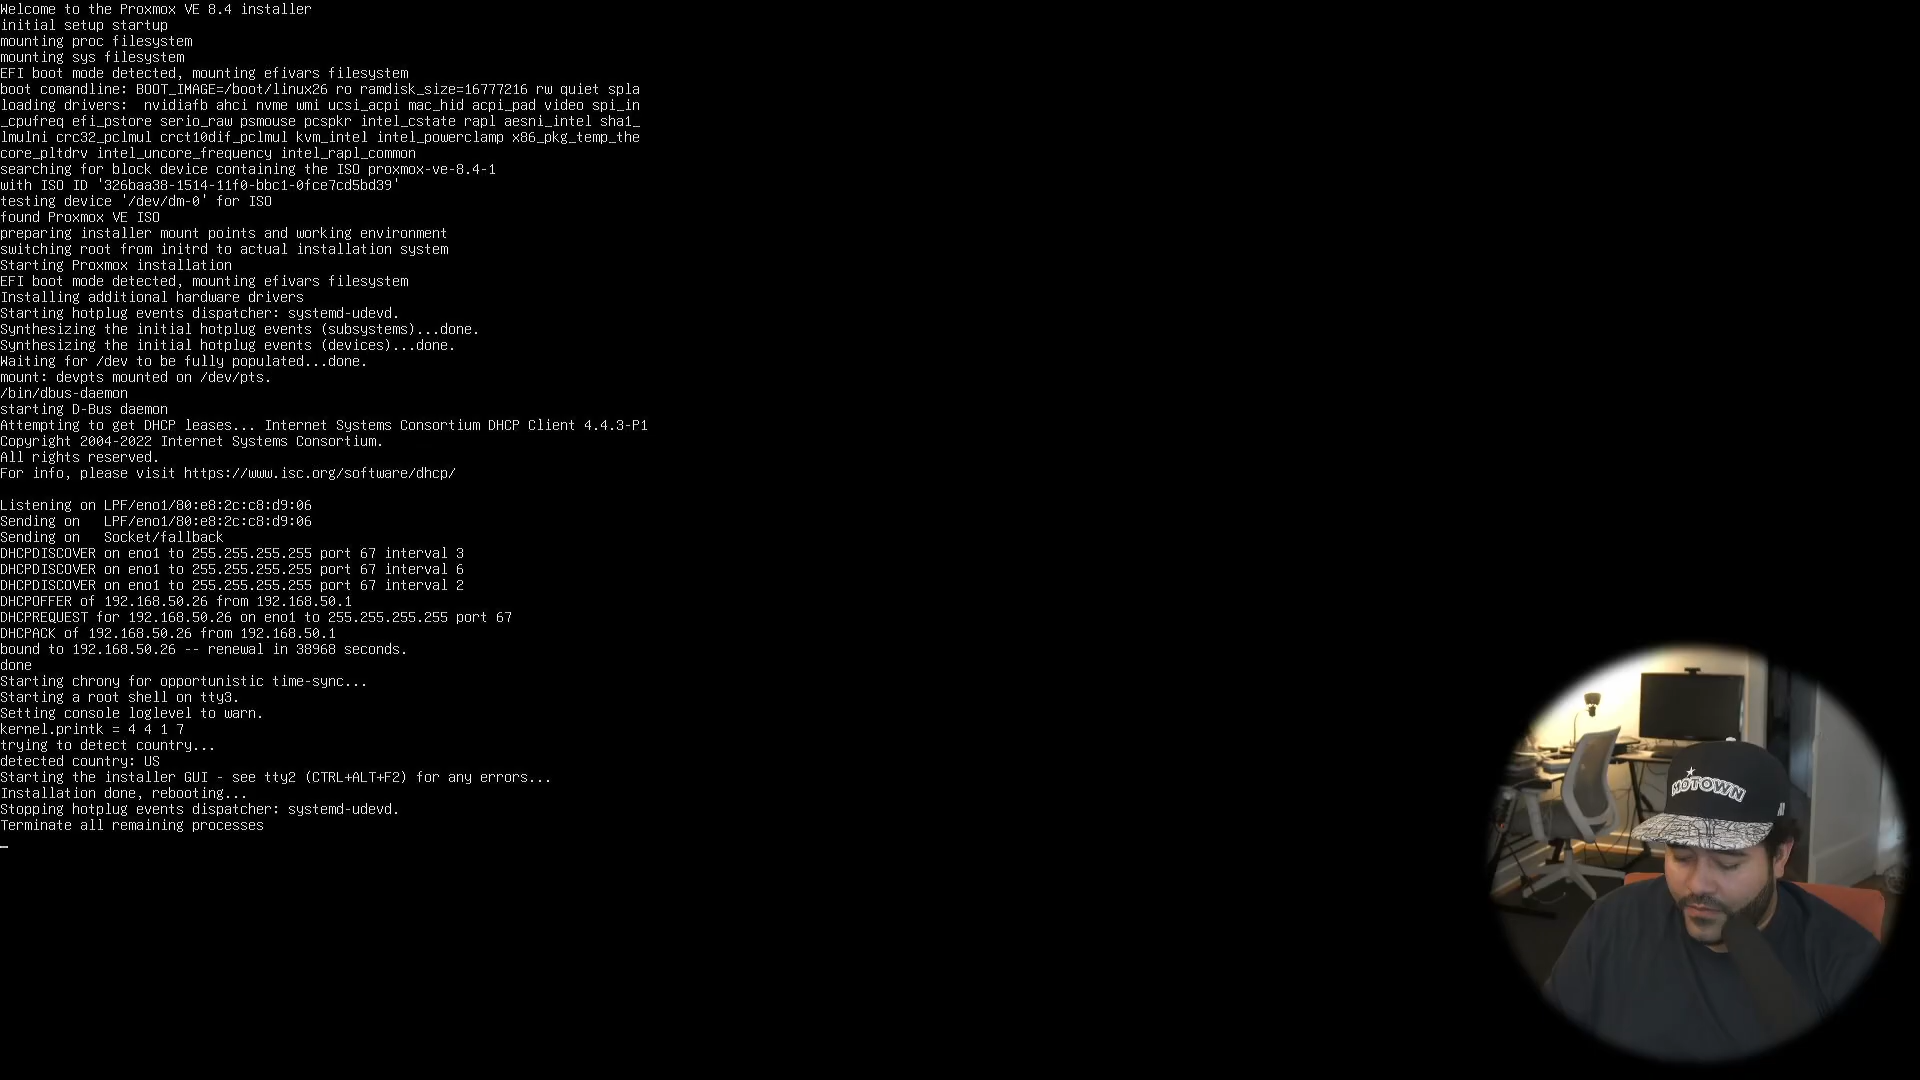 Welcome to the Proxmox VE 8.4 installer
initial setup startup
mounting proc filesystem
mounting sys filesystem
EFI boot mode detected, mounting efivars filesystem
boot comandline: BOOT_IMAGE=/boot/linux26 ro ramdisk_size=16777216 rw quiet spla
loading drivers:  nvidiafb ahci nvme wmi ucsi_acpi mac_hid acpi_pad video spi_in
_cpufreq efi_pstore serio_raw psmouse pcspkr intel_cstate rapl aesni_intel sha1_
lmulni crc32_pclmul crct10dif_pclmul kvm_intel intel_powerclamp x86_pkg_temp_the
core_pltdrv intel_uncore_frequency intel_rapl_common
searching for block device containing the ISO proxmox-ve-8.4-1
with ISO ID '326baa38-1514-11f0-bbc1-0fce7cd5bd39'
testing device '/dev/dm-0' for ISO
found Proxmox VE ISO
preparing installer mount points and working environment
switching root from initrd to actual installation system
Starting Proxmox installation
EFI boot mode detected, mounting efivars filesystem
Installing additional hardware drivers
Starting hotplug events dispatcher: systemd-udevd.
Synthesizing the initial hotplug events (subsystems)...done.
Synthesizing the initial hotplug events (devices)...done.
Waiting for /dev to be fully populated...done.
mount: devpts mounted on /dev/pts.
/bin/dbus-daemon
starting D-Bus daemon
Attempting to get DHCP leases... Internet Systems Consortium DHCP Client 4.4.3-P1
Copyright 2004-2022 Internet Systems Consortium.
All rights reserved.
For info, please visit https://www.isc.org/software/dhcp/
Listening on LPF/eno1/80:e8:2c:c8:d9:06
Sending on   LPF/eno1/80:e8:2c:c8:d9:06
Sending on   Socket/fallback
DHCPDISCOVER on eno1 to 255.255.255.255 port 67 interval 3
DHCPDISCOVER on eno1 to 255.255.255.255 port 67 interval 6
DHCPDISCOVER on eno1 to 255.255.255.255 port 67 interval 2
DHCPOFFER of 192.168.50.26 from 192.168.50.1
DHCPREQUEST for 192.168.50.26 on eno1 to 255.255.255.255 port 67
DHCPACK of 192.168.50.26 from 192.168.50.1
bound to 192.168.50.26 -- renewal in 38968 seconds.
done
Starting chrony for opportunistic time-sync...
Starting a root shell on tty3.
Setting console loglevel to warn.
kernel.printk = 4 4 1 7
trying to detect country...
detected country: US
Starting the installer GUI - see tty2 (CTRL+ALT+F2) for any errors...
Installation done, rebooting...
Stopping hotplug events dispatcher: systemd-udevd.
Terminate all remaining processes
MOTOWN